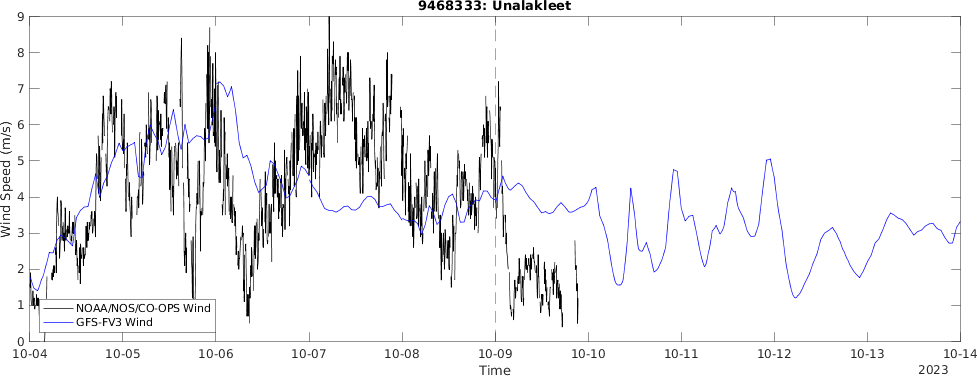 9468333: Unalakleet
Wind Speed (m/s)
9
8
7
6
5
4
3
2
1
0
NOAA/NOS/CO-OPS Wind
GFS-FV3 Wind
10-04 10-05 10-06 10-07 10-08 10-09 10-10 10-11 10-12 10-13 10-14
Time
2023